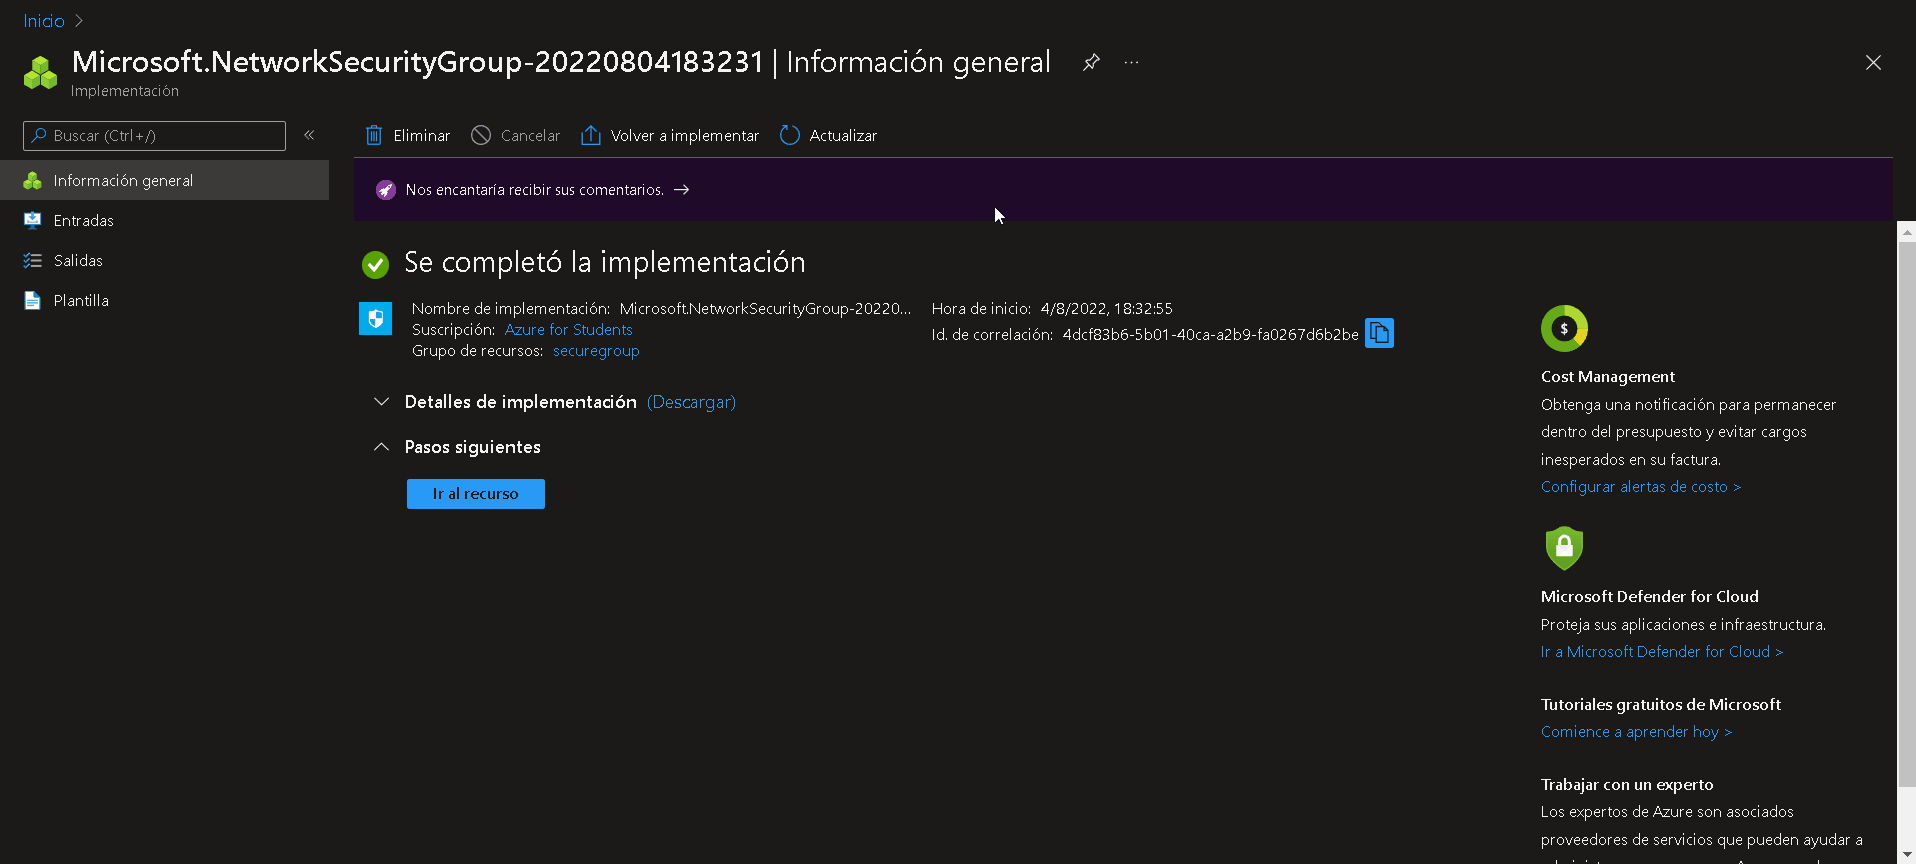 Inicio >
Microsoft.NetworkSecurityGroup-20220804183231 | Información general
Implementación
Buscar (Ctrl+/)
Información general
Entradas
Salidas
Plantilla
Eliminar
Cancelar
Volver a implementar
Actualizar
Nos encantaría recibir sus comentarios. →
Se completó la implementación
Nombre de implementación: Microsoft.NetworkSecurityGroup-20220...
Suscripción: Azure for Students
Grupo de recursos: securegroup
Hora de inicio: 4/8/2022, 18:32:55
Id. de correlación: 4dcf83b6-5b01-40ca-a2b9-fa0267d6b2be
Detalles de implementación (Descargar)
Pasos siguientes
Ir al recurso
Cost Management
Obtenga una notificación para permanecer
dentro del presupuesto y evitar cargos
inesperados en su factura.
Configurar alertas de costo >
Microsoft Defender for Cloud
Proteja sus aplicaciones e infraestructura.
Ir a Microsoft Defender for Cloud >
Tutoriales gratuitos de Microsoft
Comience a aprender hoy >
Trabajar con un experto
Los expertos de Azure son asociados
proveedores de servicios que pueden ayudar a